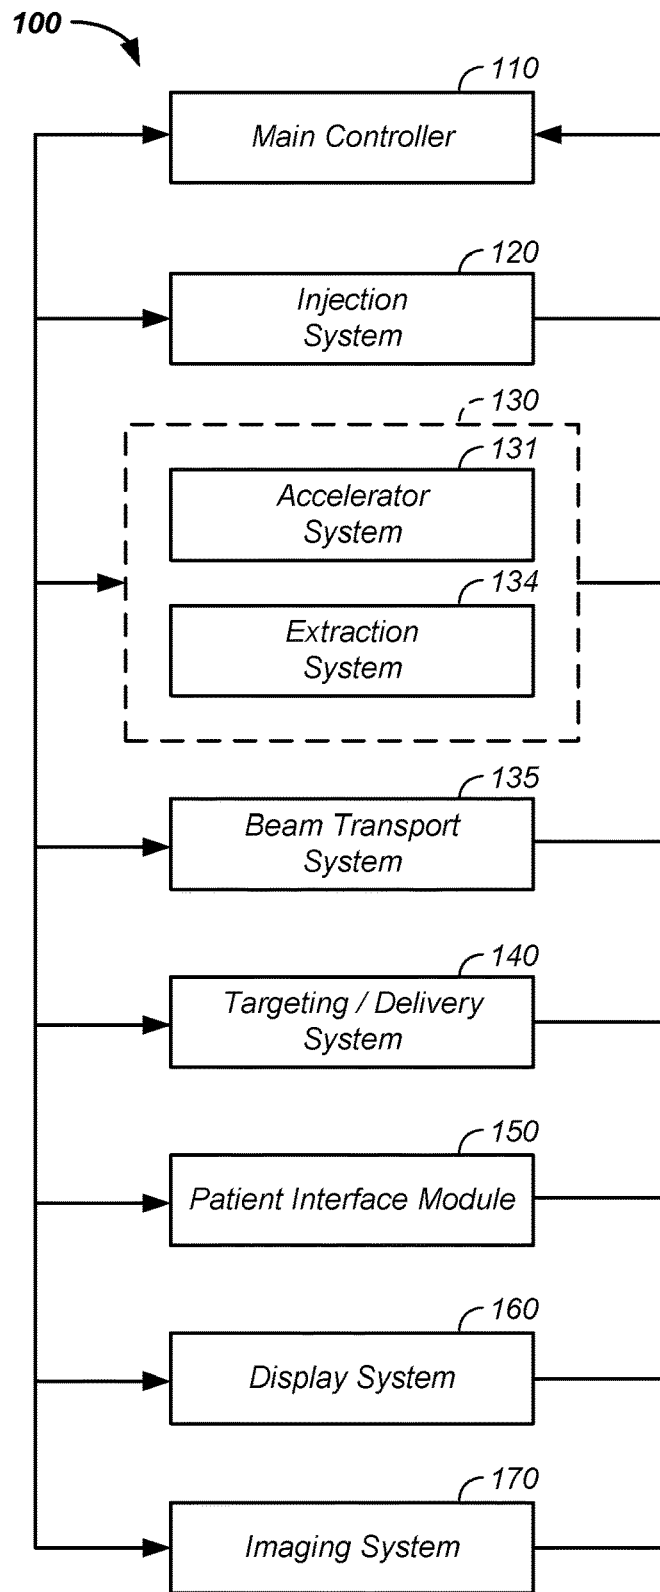 100
110
Main Controller
120
Injection
System
130
131
Accelerator
System
134
Extraction
System
135
Beam Transport
System
140
Targeting / Delivery
System
150
Patient Interface Module
160
Display System
170
Imaging System